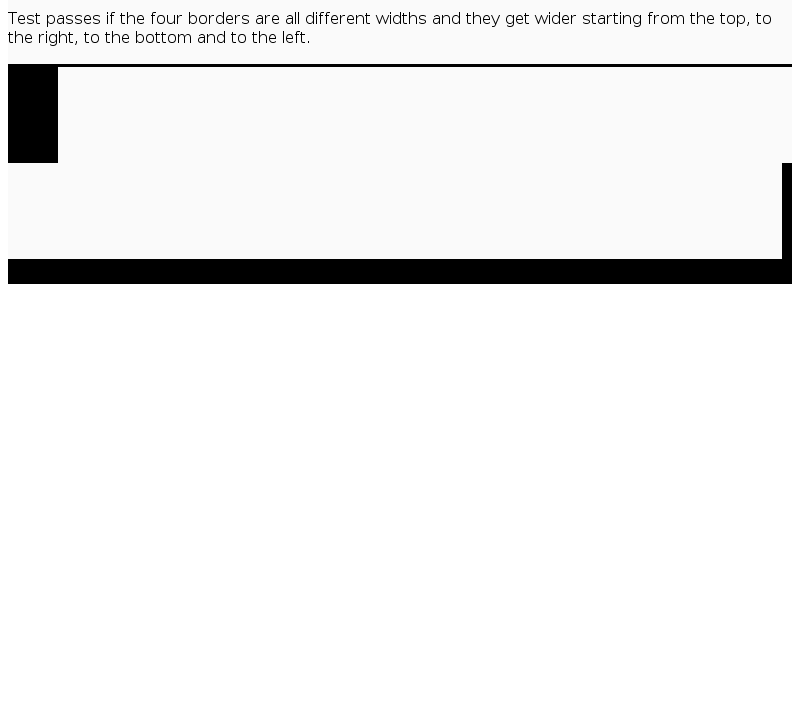 Test passes if the four borders are all different widths and they get wider starting from the top, to
the right, to the bottom and to the left.